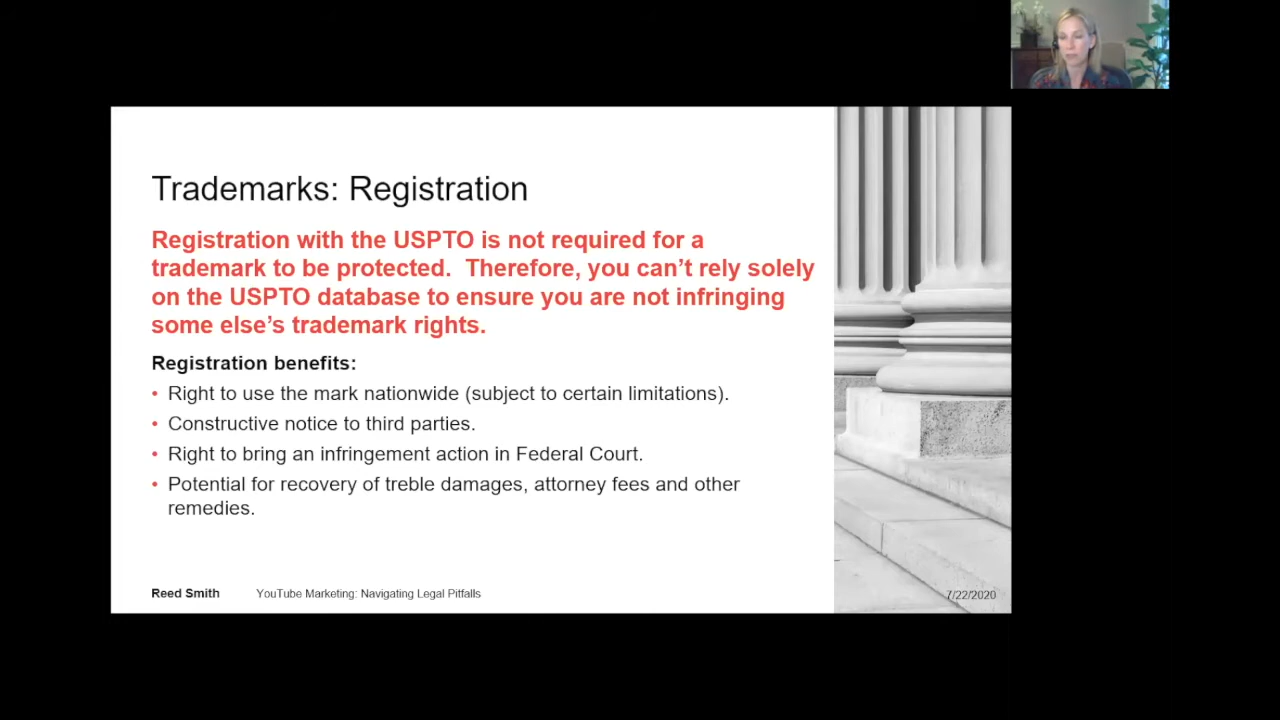 Trademarks: Registration
Registration with the USPTO is not required for a
trademark to be protected.  Therefore, you can't rely solely
on the USPTO database to ensure you are not infringing
some else's trademark rights.
Registration benefits:
• Right to use the mark nationwide (subject to certain limitations).
• Constructive notice to third parties.
• Right to bring an infringement action in Federal Court.
• Potential for recovery of treble damages, attorney fees and other
remedies.
Reed Smith YouTube Marketing: Navigating Legal Pitfalls 7/22/2020